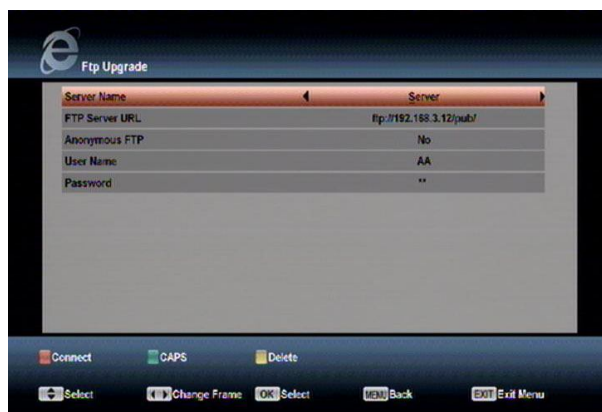 Ftp Upgrade
Server Name Server
FTP Server URL ftp://192.168.3.12/pub/
Anonymous FTP No
User Name AA
Password **
Connect CAPS Delete
Select Change Frame OK Select MENU Back EXIT Exit Menu